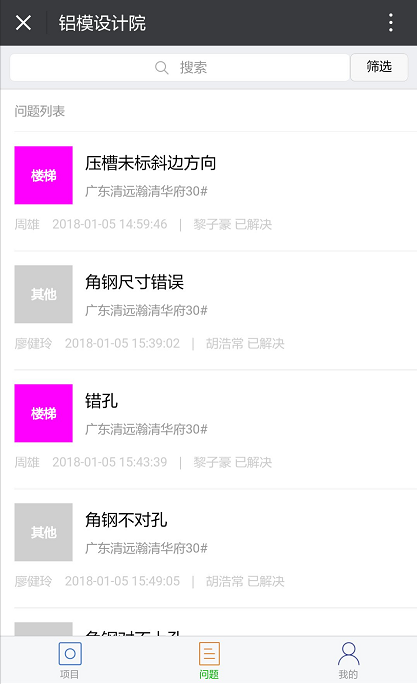 铝模设计院
搜索
筛选
问题列表
楼梯
压槽未标斜边方向
广东清远瀚清华府30#
周雄 2018-01-05 14:59:46 | 黎子豪 已解决
其他
角钢尺寸错误
广东清远瀚清华府30#
廖健玲 2018-01-05 15:39:02 | 胡浩常 已解决
楼梯
错孔
广东清远瀚清华府30#
周雄 2018-01-05 15:43:39 | 黎子豪 已解决
其他
角钢不对孔
广东清远瀚清华府30#
廖健玲 2018-01-05 15:49:05 | 胡浩常 已解决
项目
问题
我的